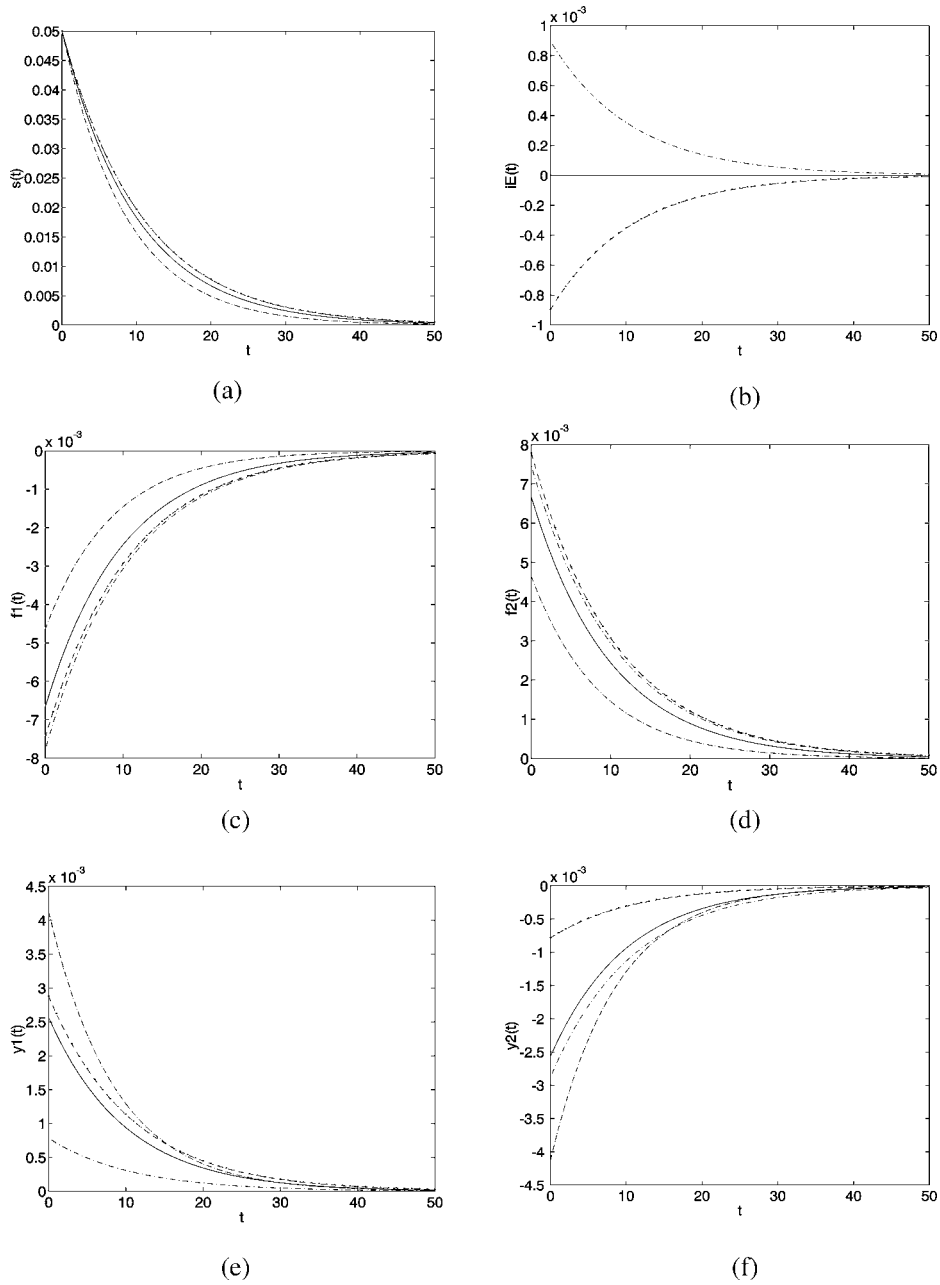 0.05
0.045
0.04
0.035
0.03
0.025
0.02
0.015
0.01
0.005
0
s(t)
0 10 20 30 40 50
t
(a)
x 10⁻³
1
0.8
0.6
0.4
0.2
0
-0.2
-0.4
-0.6
-0.8
-1
iE(t)
0 10 20 30 40 50
t
(b)
x 10⁻³
0
-1
-2
-3
-4
-5
-6
-7
-8
f1(t)
0 10 20 30 40 50
t
(c)
x 10⁻³
8
7
6
5
4
3
2
1
0
f2(t)
0 10 20 30 40 50
t
(d)
x 10⁻³
4.5
4
3.5
3
2.5
2
1.5
1
0.5
0
y1(t)
0 10 20 30 40 50
t
(e)
x 10⁻³
0
-0.5
-1
-1.5
-2
-2.5
-3
-3.5
-4
-4.5
y2(t)
0 10 20 30 40 50
t
(f)